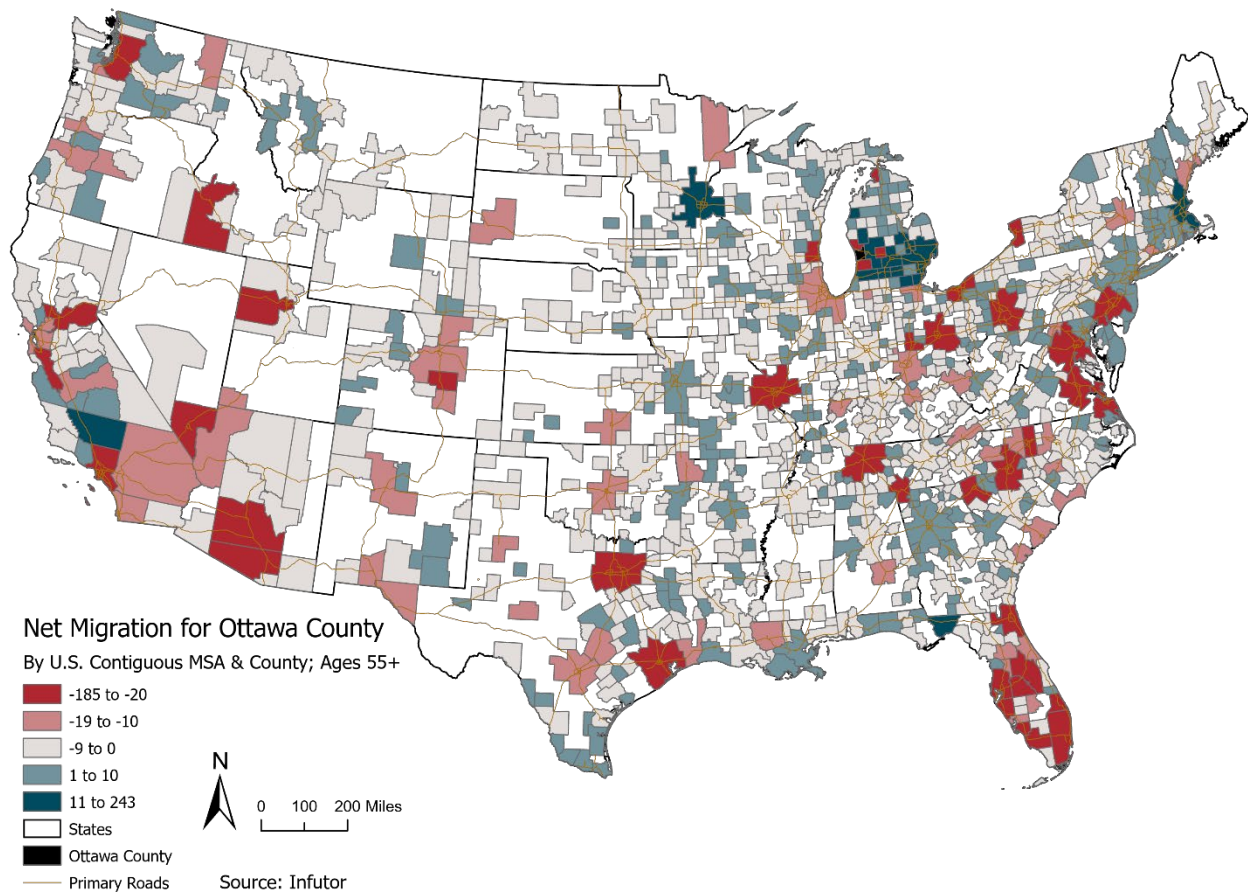 Net Migration for Ottawa County
By U.S. Contiguous MSA & County; Ages 55+
-185 to -20
-19 to -10
-9 to 0
1 to 10
11 to 243
States
Ottawa County
Primary Roads
N
0 100 200 Miles
Source: Infutor